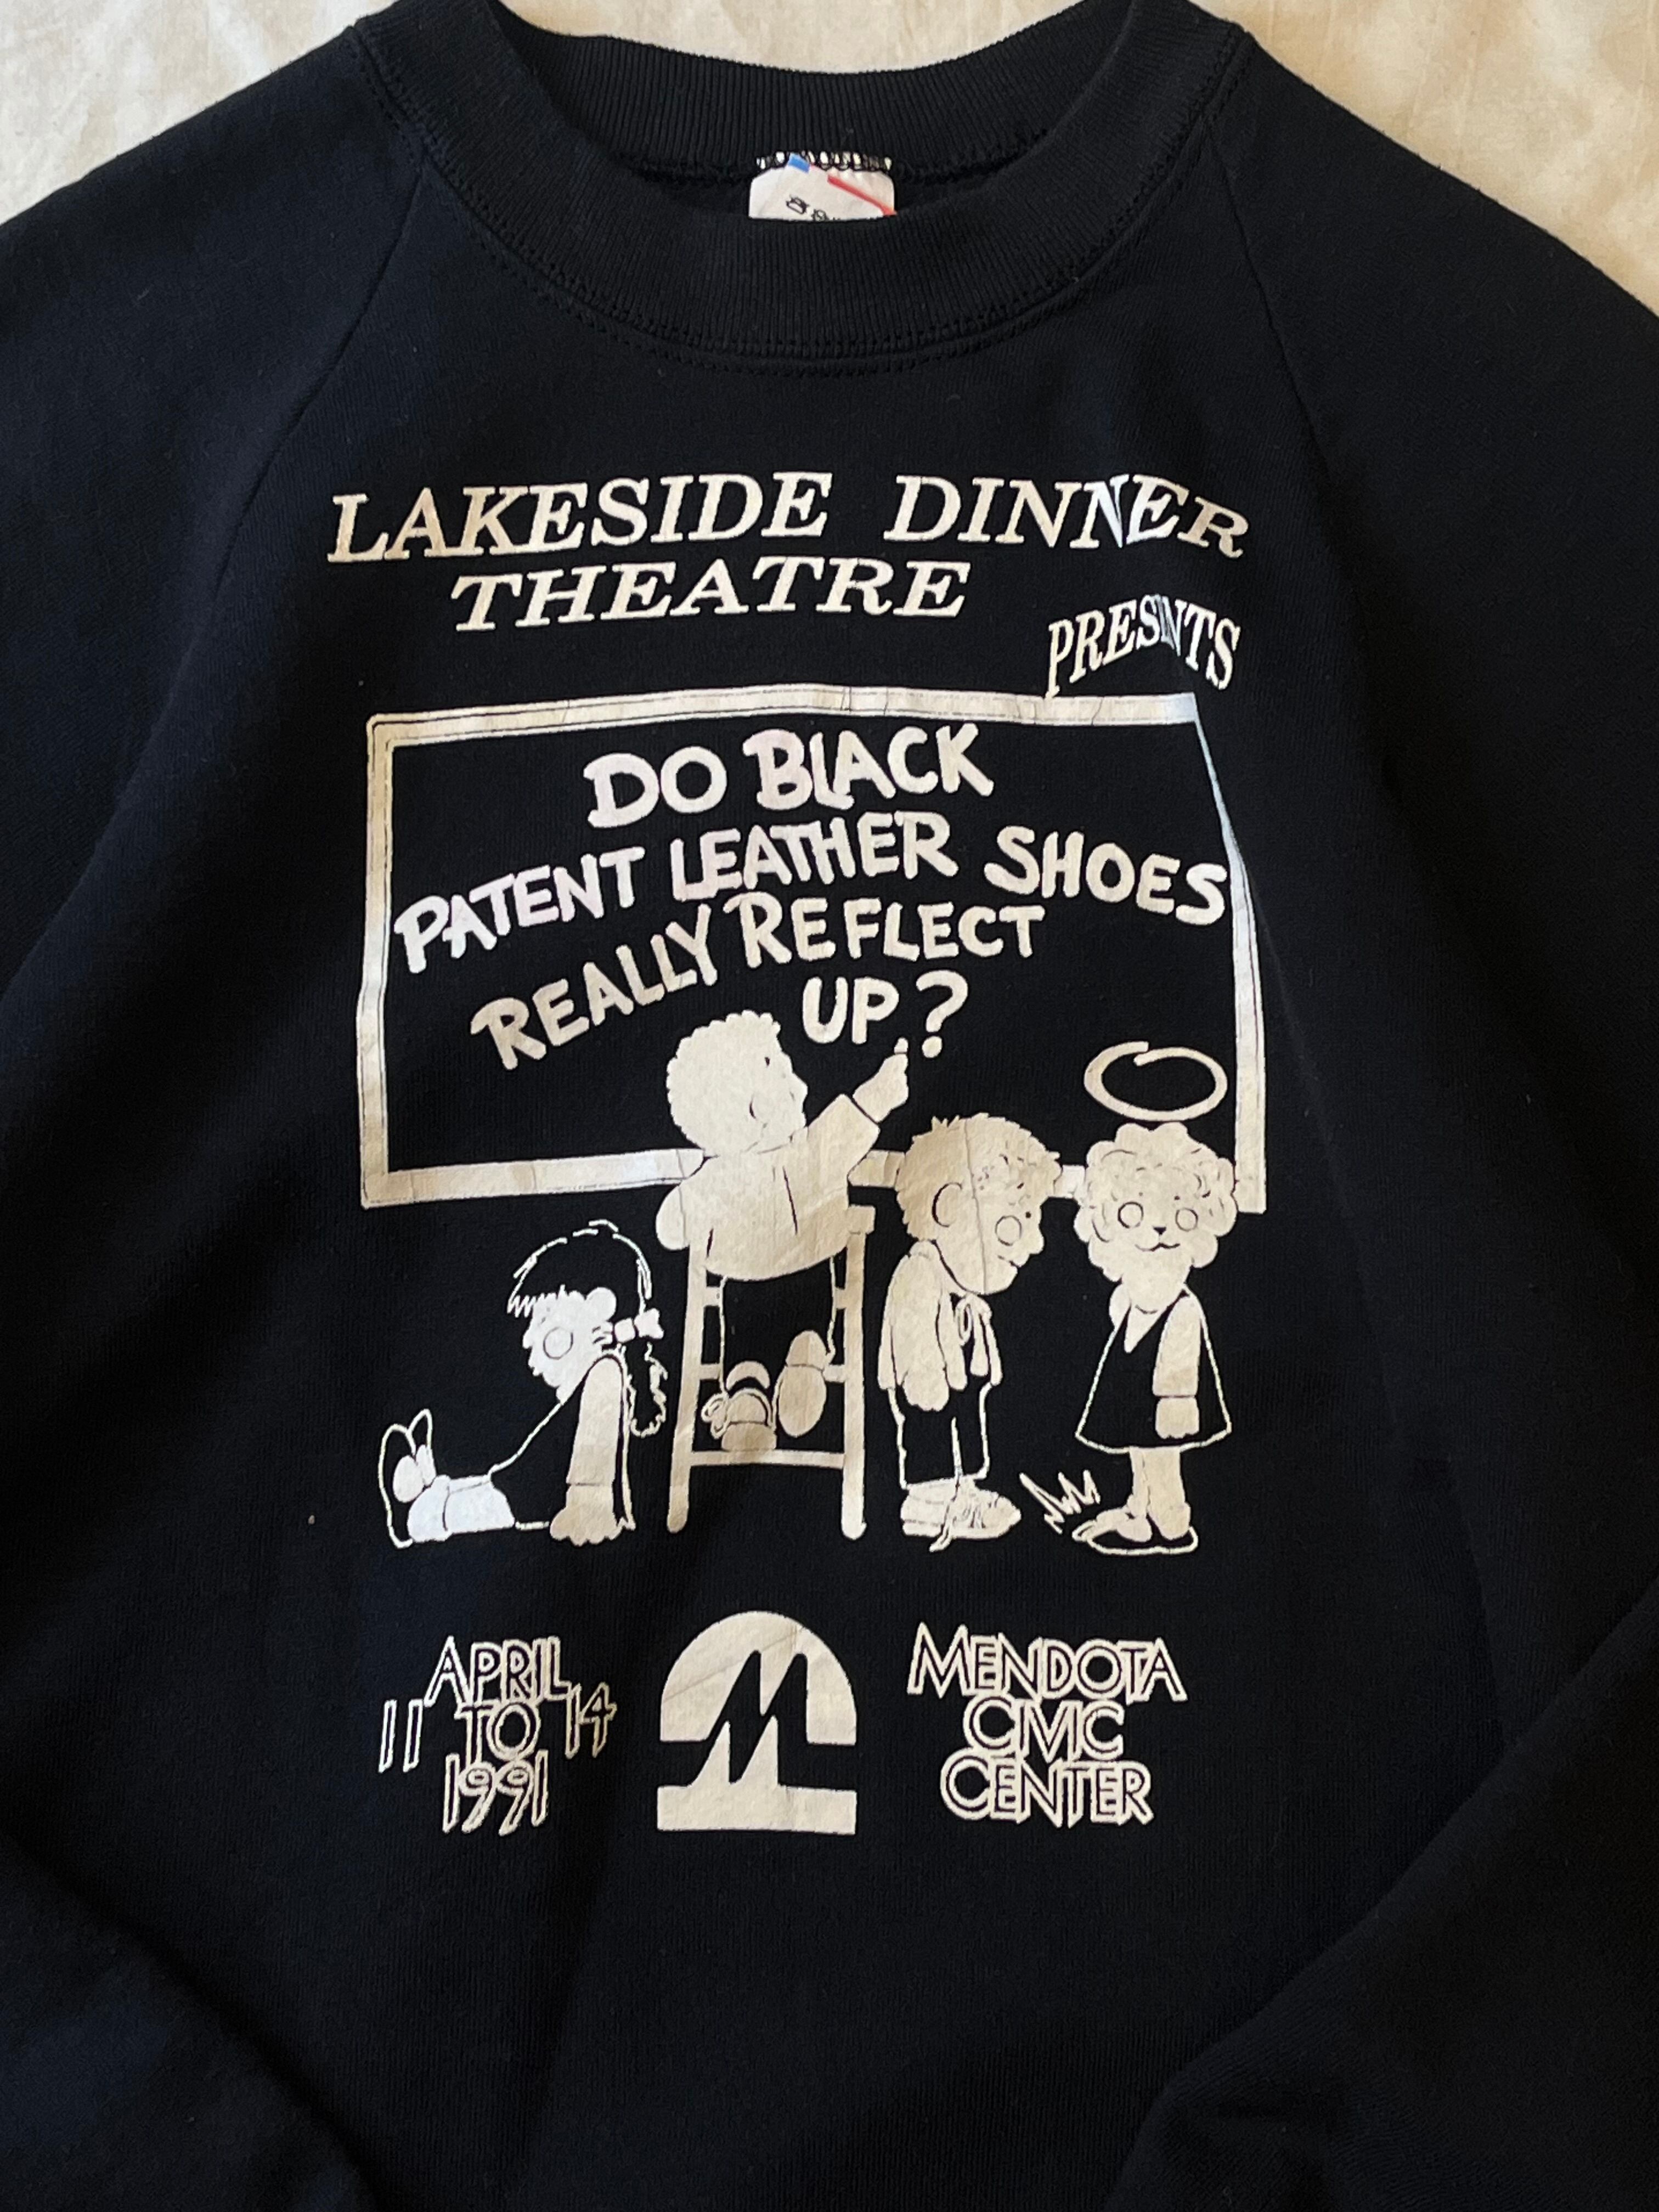 LAKESIDE DINNER
THEATRE
PRESENTS
DO BLACK
PATENT LEATHER SHOES
REALLY REFLECT
UP?
APRIL
11 TO 14
1991
M
MENDOTA
CIVIC
CENTER